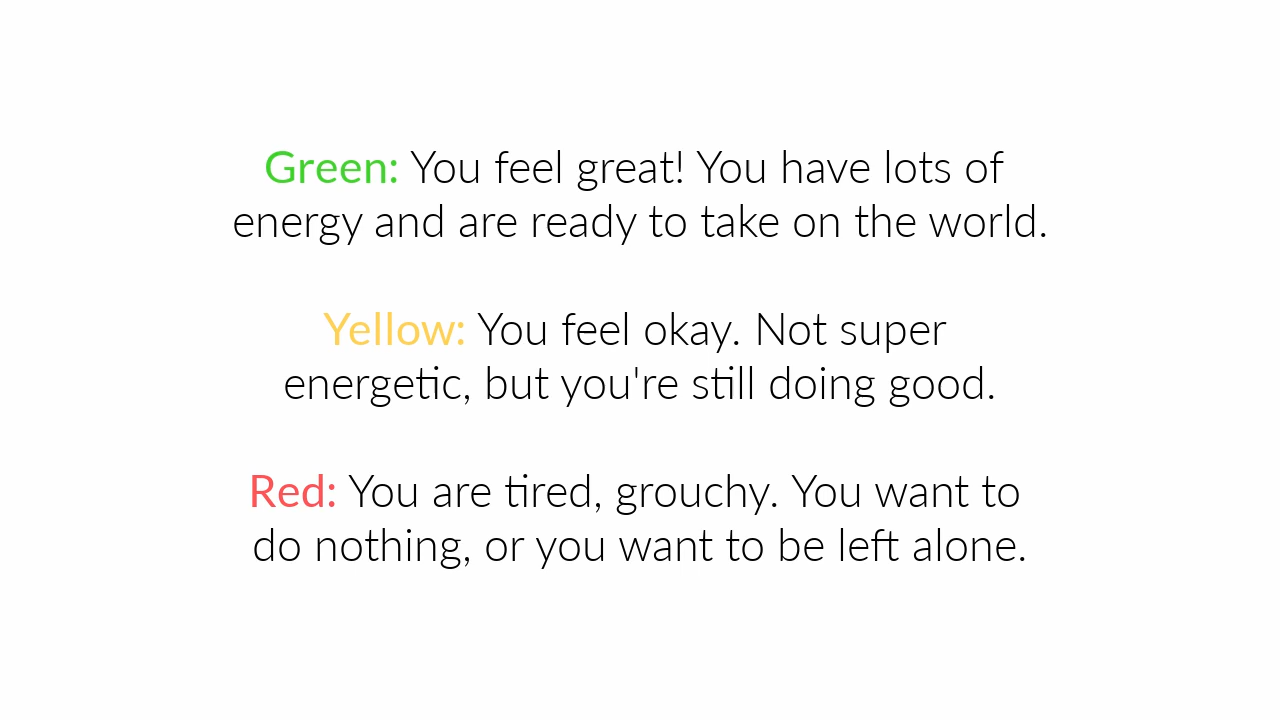 Green: You feel great! You have lots of
energy and are ready to take on the world.
Yellow: You feel okay. Not super
energetic, but you're still doing good.
Red: You are tired, grouchy. You want to
do nothing, or you want to be left alone.